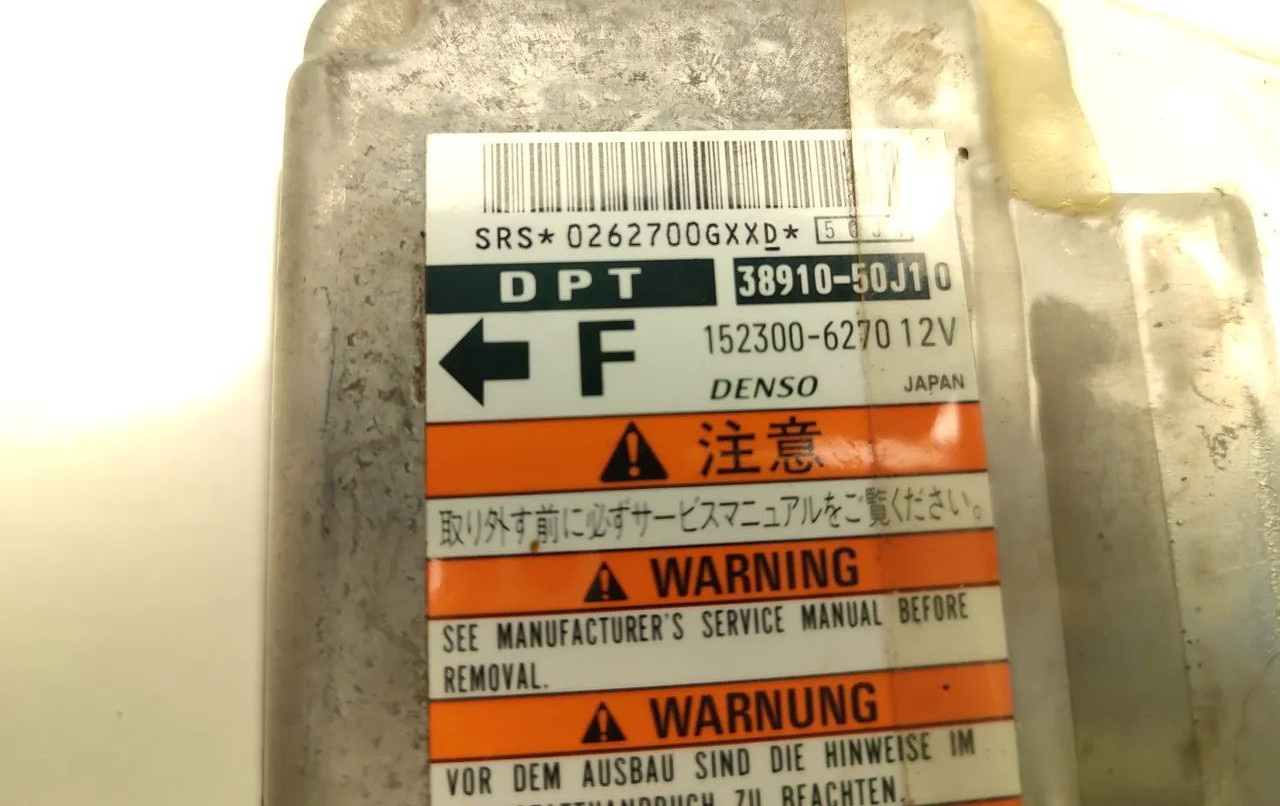 SRS* 0262700GXXD*
DPT 38910-50J10
F 152300-6270 12V
DENSO JAPAN
注意
取り外す前に必ずサービスマニュアルをご覧ください。
WARNING
SEE MANUFACTURER'S SERVICE MANUAL BEFORE
REMOVAL.
WARNUNG
VOR DEM AUSBAU SIND DIE HINWEISE IM
ZU BEACHTEN.